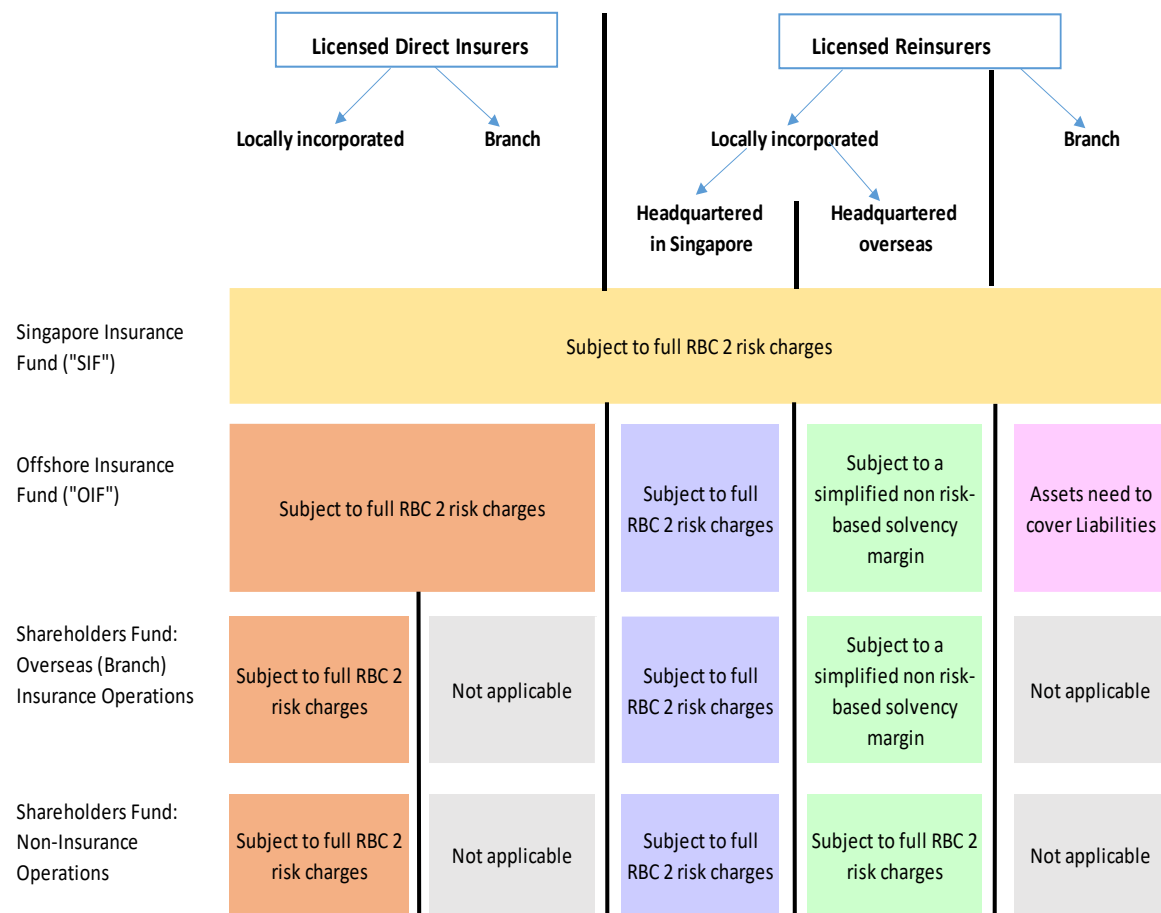 Licensed Direct Insurers
Licensed Reinsurers
Locally incorporated
Branch
Locally incorporated
Branch
Headquartered
in Singapore
Headquartered
overseas
Singapore Insurance
Fund ("SIF")
Subject to full RBC 2 risk charges
Offshore Insurance
Fund ("OIF")
Subject to full RBC 2 risk charges
Subject to full
RBC 2 risk charges
Subject to a
simplified non risk-
based solvency
margin
Assets need to
cover Liabilities
Shareholders Fund:
Overseas (Branch)
Insurance Operations
Subject to full RBC 2
risk charges
Not applicable
Subject to full
RBC 2 risk charges
Subject to a
simplified non risk-
based solvency
margin
Not applicable
Shareholders Fund:
Non-Insurance
Operations
Subject to full RBC 2
risk charges
Not applicable
Subject to full
RBC 2 risk charges
Subject to full RBC 2
risk charges
Not applicable